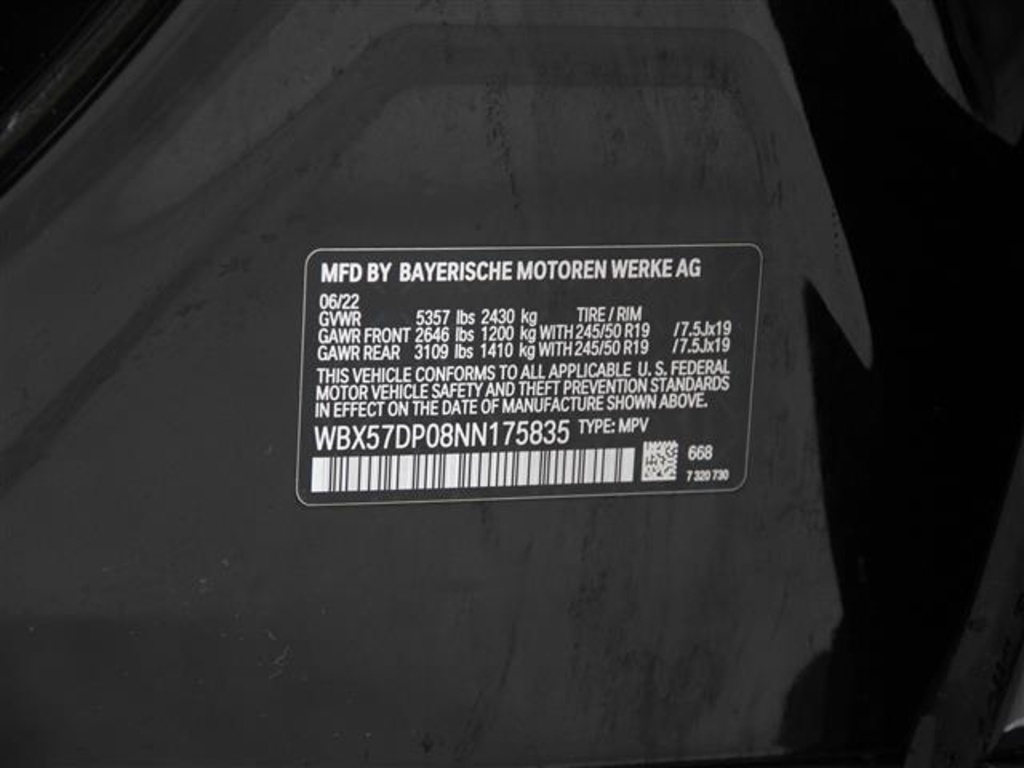 MFD BY BAYERISCHE MOTOREN WERKE AG
06/22
GVWR 5357 lbs 2430 kg TIRE / RIM
GAWR FRONT 2646 lbs 1200 kg WITH 245/50 R19 /7.5Jx19
GAWR REAR 3109 lbs 1410 kg WITH 245/50 R19 /7.5Jx19
THIS VEHICLE CONFORMS TO ALL APPLICABLE U. S. FEDERAL
MOTOR VEHICLE SAFETY AND THEFT PREVENTION STANDARDS
IN EFFECT ON THE DATE OF MANUFACTURE SHOWN ABOVE.
WBX57DP08NN175835 TYPE: MPV
668
7 320 730